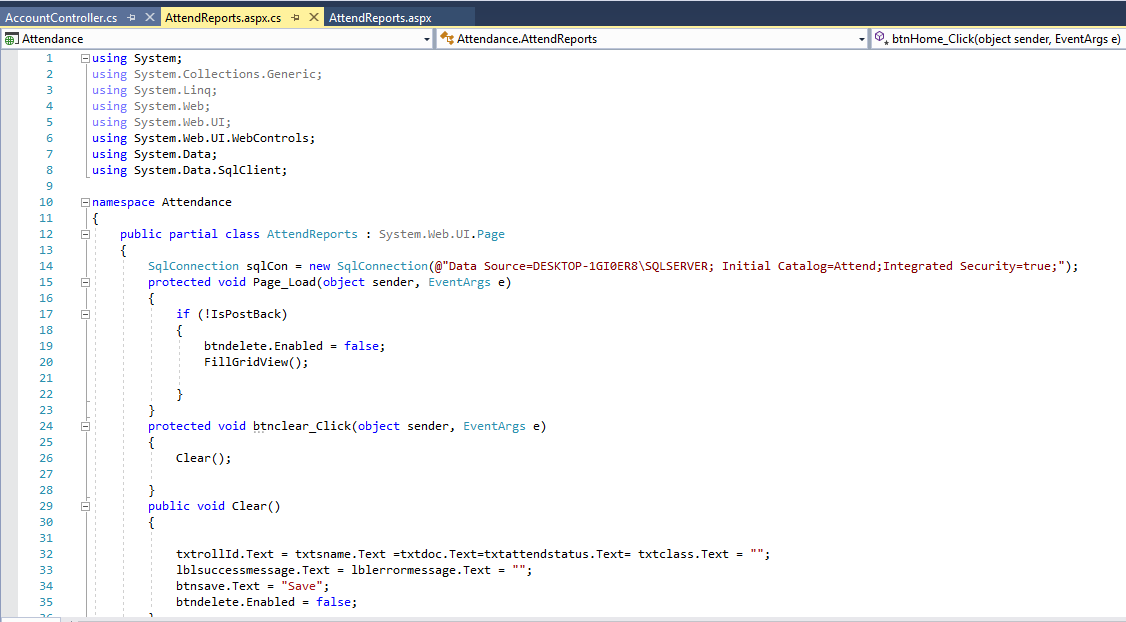 AccountController.cs AttendReports.aspx.cs AttendReports.aspx
Attendance Attendance.AttendReports btnHome_Click(object sender, EventArgs e)
1 using System;
2 using System.Collections.Generic;
3 using System.Linq;
4 using System.Web;
5 using System.Web.UI;
6 using System.Web.UI.WebControls;
7 using System.Data;
8 using System.Data.SqlClient;
9
10 namespace Attendance
11 {
12 public partial class AttendReports : System.Web.UI.Page
13 {
14 SqlConnection sqlCon = new SqlConnection(@"Data Source=DESKTOP-1GI0ER8\SQLSERVER; Initial Catalog=Attend;Integrated Security=true;");
15 protected void Page_Load(object sender, EventArgs e)
16 {
17 if (!IsPostBack)
18 {
19 btndelete.Enabled = false;
20 FillGridView();
21
22 }
23 }
24 protected void btnclear_Click(object sender, EventArgs e)
25 {
26 Clear();
27
28 }
29 public void Clear()
30 {
31
32 txtrollId.Text = txtsname.Text =txtdoc.Text=txtattendstatus.Text= txtclass.Text = "";
33 lblsuccessmessage.Text = lblerrormessage.Text = "";
34 btnsave.Text = "Save";
35 btndelete.Enabled = false;